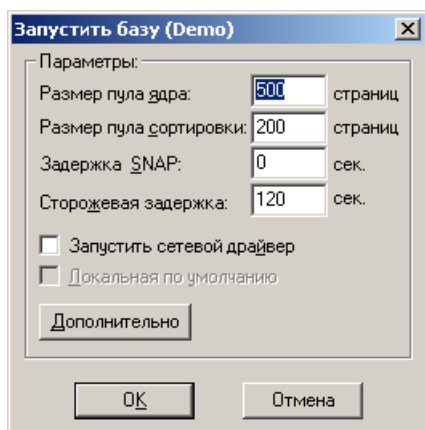 Запустить базу (Demo)
Параметры:
Размер пула ядра: 500 страниц
Размер пула сортировки: 200 страниц
Задержка SNAP: 0 сек.
Сторожевая задержка: 120 сек.
Запустить сетевой драйвер
Локальная по умолчанию
Дополнительно
OK Отмена